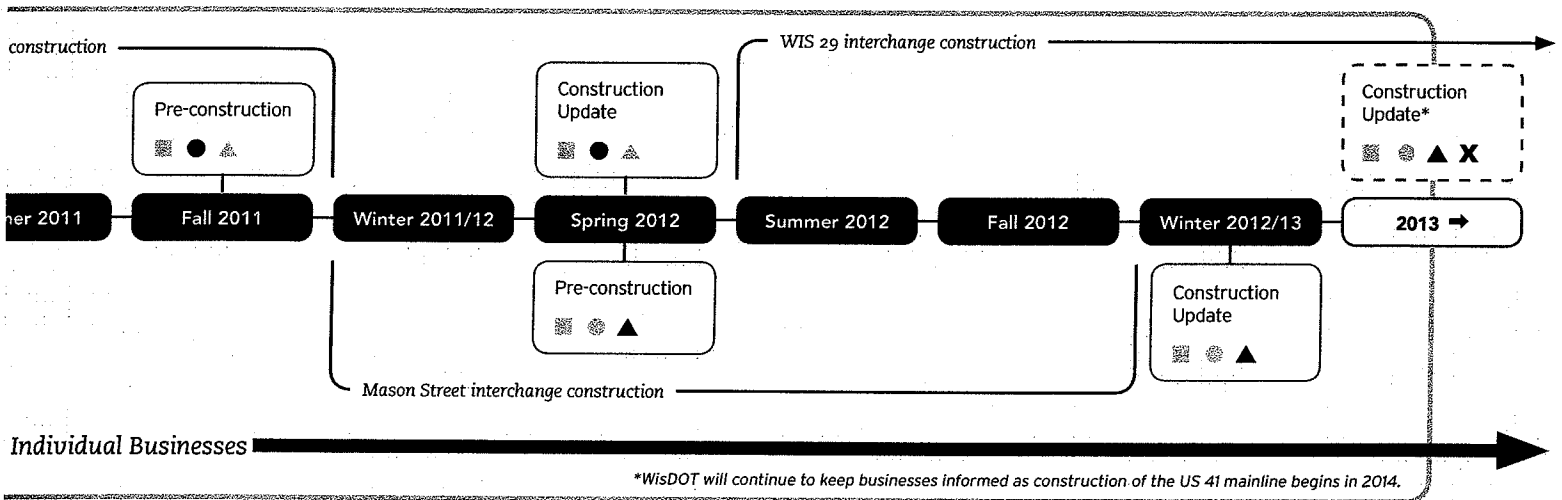 construction
WIS 29 interchange construction
Pre-construction
Construction
Update
Construction
Update*
X
ner 2011
Fall 2011
Winter 2011/12
Spring 2012
Summer 2012
Fall 2012
Winter 2012/13
2013 →
Pre-construction
Construction
Update
Mason Street interchange construction
Individual Businesses
*WisDOT will continue to keep businesses informed as construction of the US 41 mainline begins in 2014.